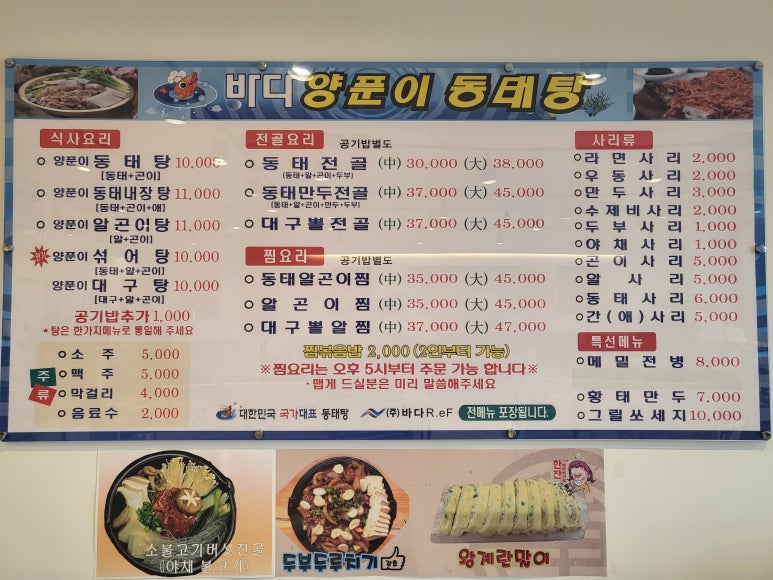 바다 양푼이 동태탕
식사요리
양푼이 동태탕 10,000
[동태+곤이]
양푼이 동태내장탕 11,000
[동태+곤이+애]
양푼이 알곤이탕 11,000
[알+곤이]
양푼이 섞어탕 10,000
[동태+알+곤이]
양푼이 대구탕 10,000
[대구+알+곤이]
공기밥추가 1,000
*탕은 한가지메뉴로 통일해 주세요
주류
소주 5,000
맥주 5,000
막걸리 4,000
음료수 2,000
전골요리 공기밥별도
동태전골 (中) 30,000 (大) 38,000
[동태+알+곤이+두부]
동태만두전골 (中) 37,000 (大) 45,000
[동태+알+곤이+만두+두부]
대구뽈전골 (中) 37,000 (大) 45,000
찜요리 공기밥별도
동태알곤이찜 (中) 35,000 (大) 45,000
알곤이찜 (中) 35,000 (大) 45,000
대구뽈알찜 (中) 37,000 (大) 47,000
찜볶음밥 2,000 (2인부터 가능)
※찜요리는 오후 5시부터 주문 가능 합니다※
· 맵게 드실분은 미리 말씀해주세요
대한민국 국가대표 동태탕 (주)바다R.eF 전메뉴 포장됩니다.
사리류
라면사리 2,000
우동사리 2,000
만두사리 3,000
수제비사리 2,000
두부사리 1,000
야채사리 1,000
곤이사리 5,000
알사리 5,000
동태사리 6,000
간(애)사리 5,000
특선메뉴
메밀전병 8,000
황태만두 7,000
그릴쏘세지 10,000
소불고기버섯전골
(야채 불고기)
두부두루치기
왕계란말이